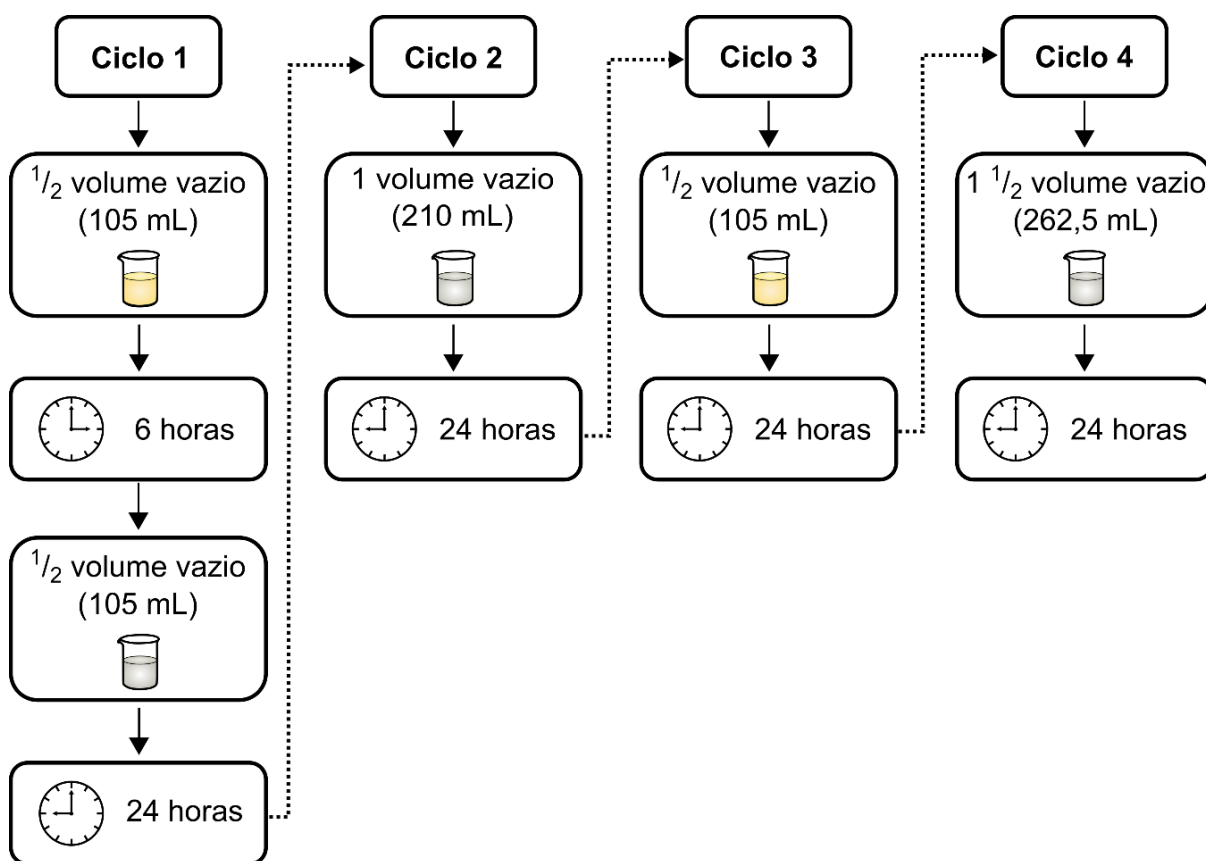 Ciclo 1
1/2 volume vazio
(105 mL)
6 horas
1/2 volume vazio
(105 mL)
24 horas
Ciclo 2
1 volume vazio
(210 mL)
24 horas
Ciclo 3
1/2 volume vazio
(105 mL)
24 horas
Ciclo 4
1 1/2 volume vazio
(262,5 mL)
24 horas